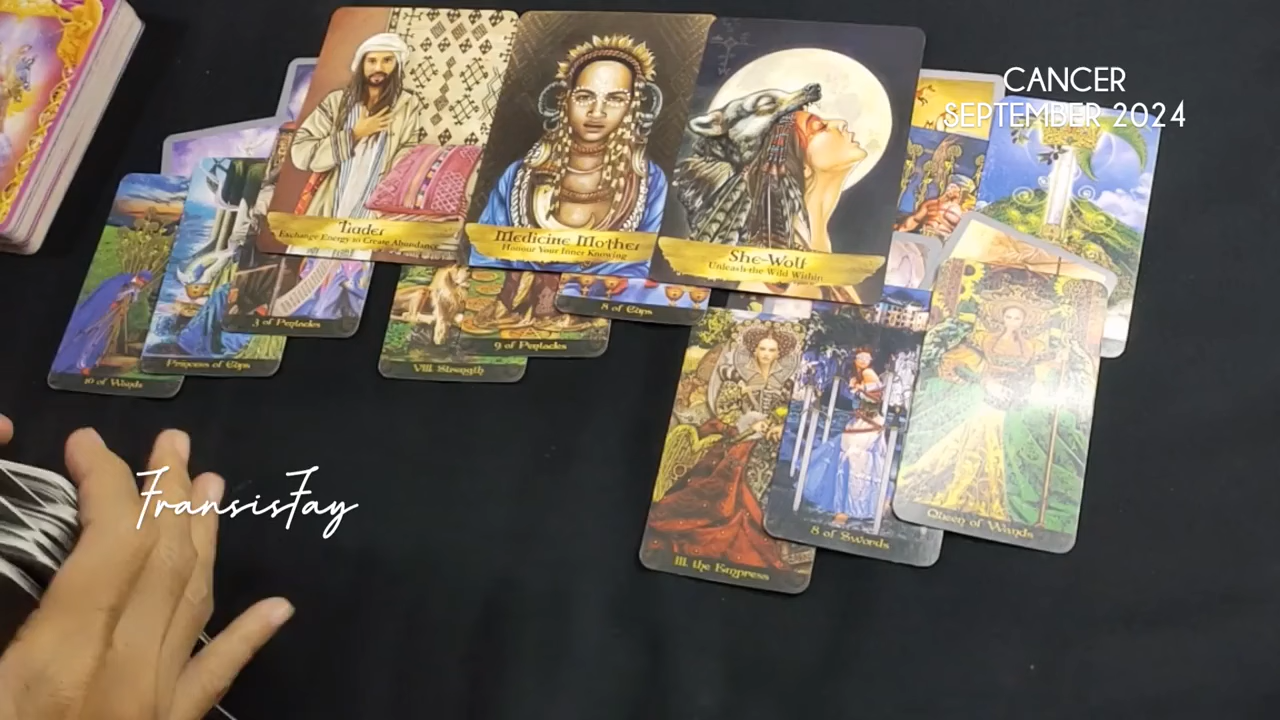 CANCER
SEPTEMBER 2024
Trader
Exchange Energy to Create Abundance
Medicine Mother
Honour Your Inner Knowing
She-Wolf
Unleash the Wild Within
3 of Pentacles
8 of Cups
9 of Pentacles
Princess of Cups
VIII. Strength
10 of Wands
FransisFay
Queen of Wands
8 of Swords
III. the Empress